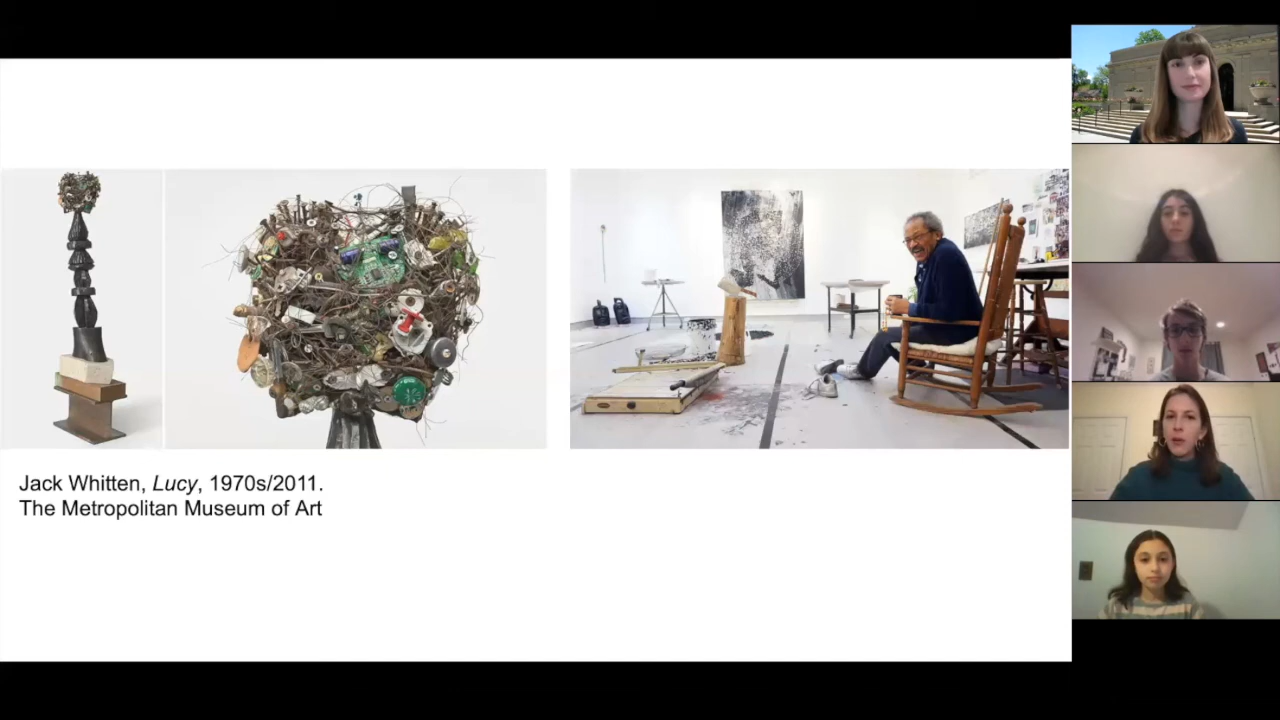 Jack Whitten, Lucy, 1970s/2011.
The Metropolitan Museum of Art